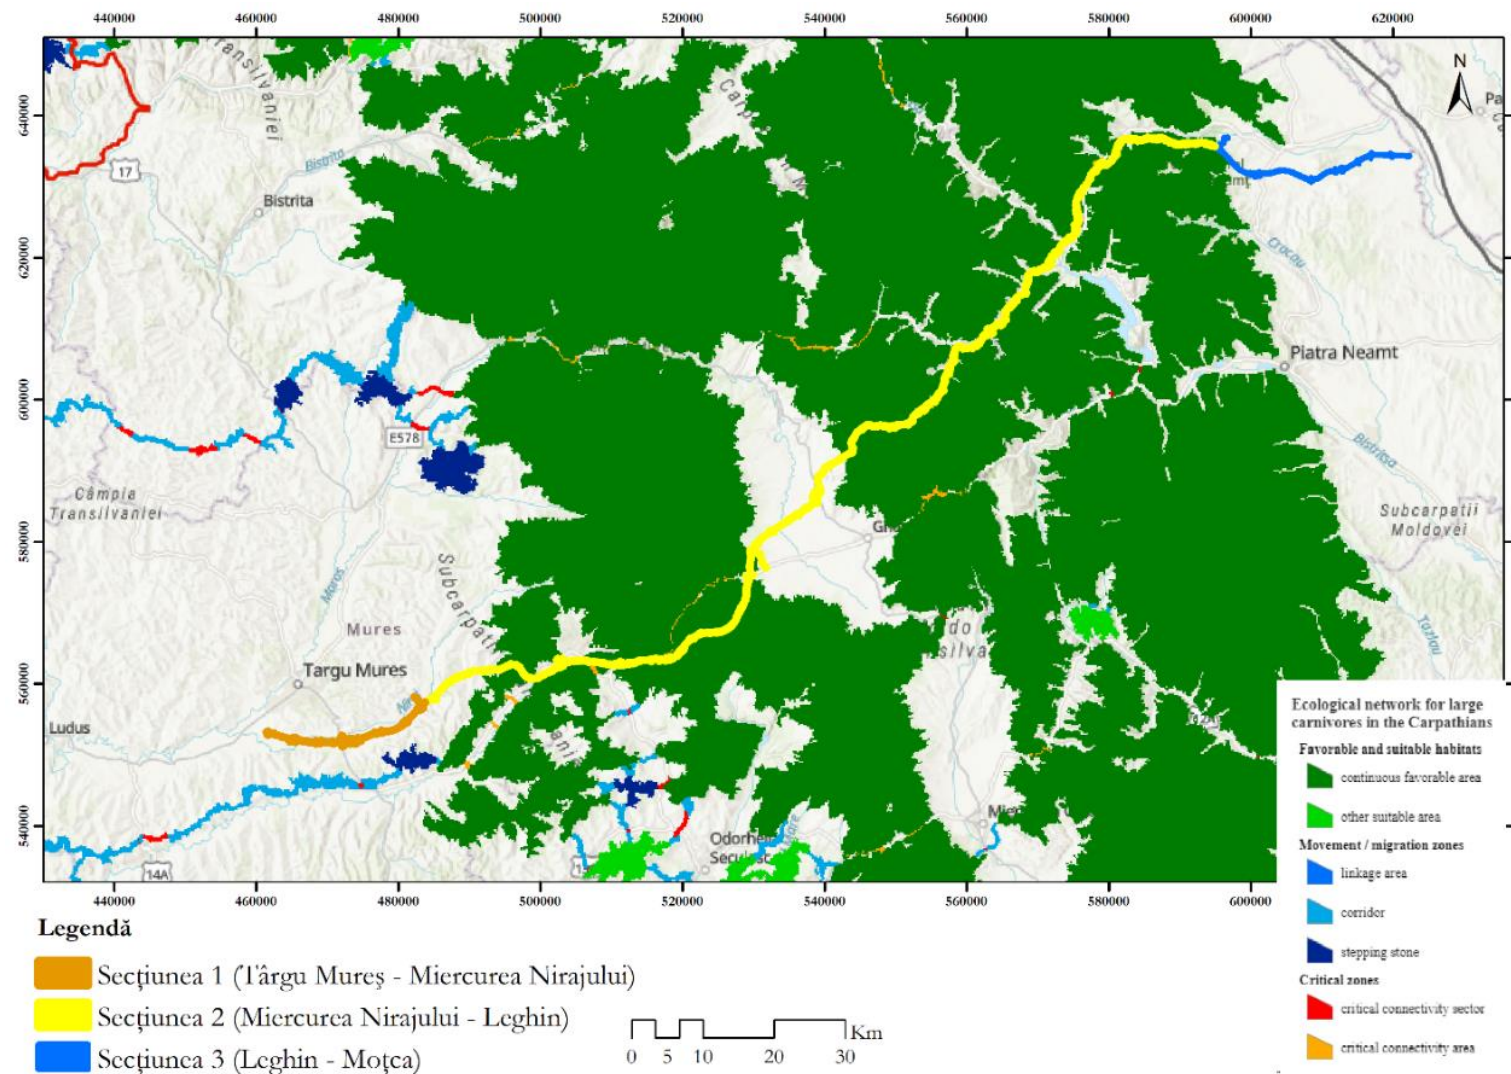 440000 460000 480000 500000 520000 540000 560000 580000 600000 620000
N
Transilvaniei
640000
17
Bistrita
Bistrita
620000
Cracau
Piatra Neamt
600000
E578
Bistritsa
Câmpia
Transilvaniei
Subcarpatii
Moldovei
580000
Mures
Subcarpatii
Mures
Tazlau
Targu Mures
560000
Ludus
540000
Odorhei
Secuiesc
14A
440000 460000 480000 500000 520000 540000 560000 580000 600000
Ecological network for large
carnivores in the Carpathians
Favorable and suitable habitats
continuous favorable area
other suitable area
Movement / migration zones
linkage area
corridor
stepping stone
Critical zones
critical connectivity sector
critical connectivity area
Legendă
Secțiunea 1 (Târgu Mureș - Miercurea Nirajului)
Secțiunea 2 (Miercurea Nirajului - Leghin)
Secțiunea 3 (Leghin - Moțca)
Km
0 5 10 20 30